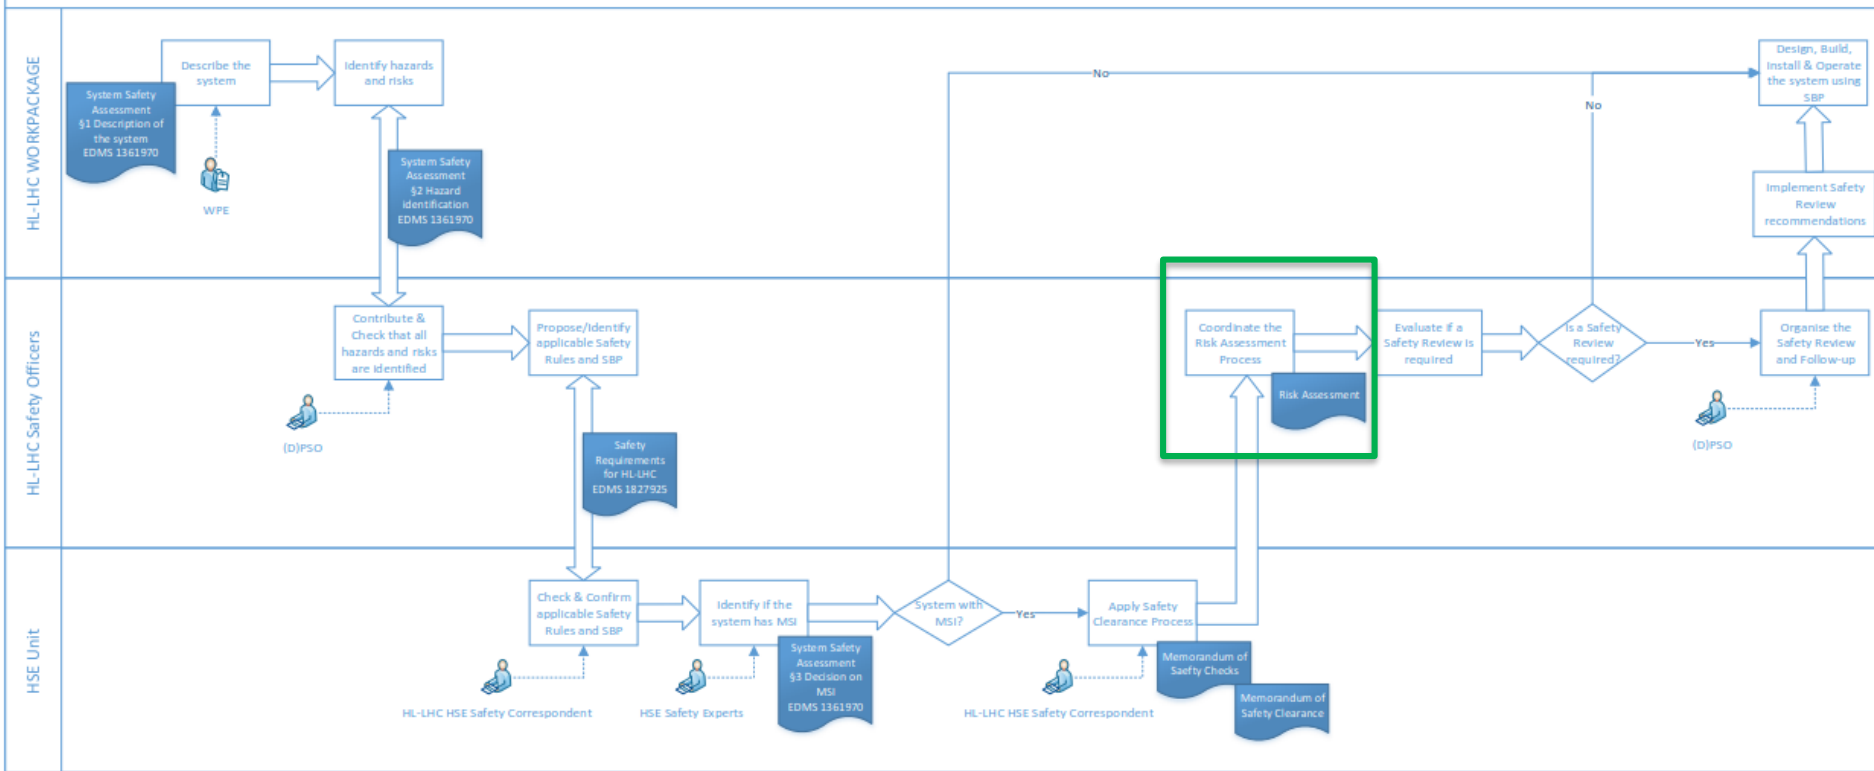 HL-LHC WORKPACKAGE
Describe the
system
Identify hazards
and risks
System Safety
Assessment
§1 Description of
the system
EDMS 1361970
WPE
System Safety
Assessment
§2 Hazard
identification
EDMS 1361970
No
No
Design, Build,
Install & Operate
the system using
SBP
Implement Safety
Review
recommendations
HL-LHC Safety Officers
Contribute &
Check that all
hazards and risks
are identified
Propose/Identify
applicable Safety
Rules and SBP
(D)PSO
Safety
Requirements
for HL-LHC
EDMS 1827925
Coordinate the
Risk Assessment
Process
Risk Assessment
Evaluate if a
Safety Review is
required
Is a Safety
Review
required?
Yes
Organise the
Safety Review
and Follow-up
(D)PSO
HSE Unit
Check & Confirm
applicable Safety
Rules and SBP
HL-LHC HSE Safety Correspondent
Identify if the
system has MSI
HSE Safety Experts
System Safety
Assessment
§3 Decision on
MSI
EDMS 1361970
System with
MSI?
Yes
Apply Safety
Clearance Process
HL-LHC HSE Safety Correspondent
Memorandum of
Saefty Checks
Memorandum of
Safety Clearance